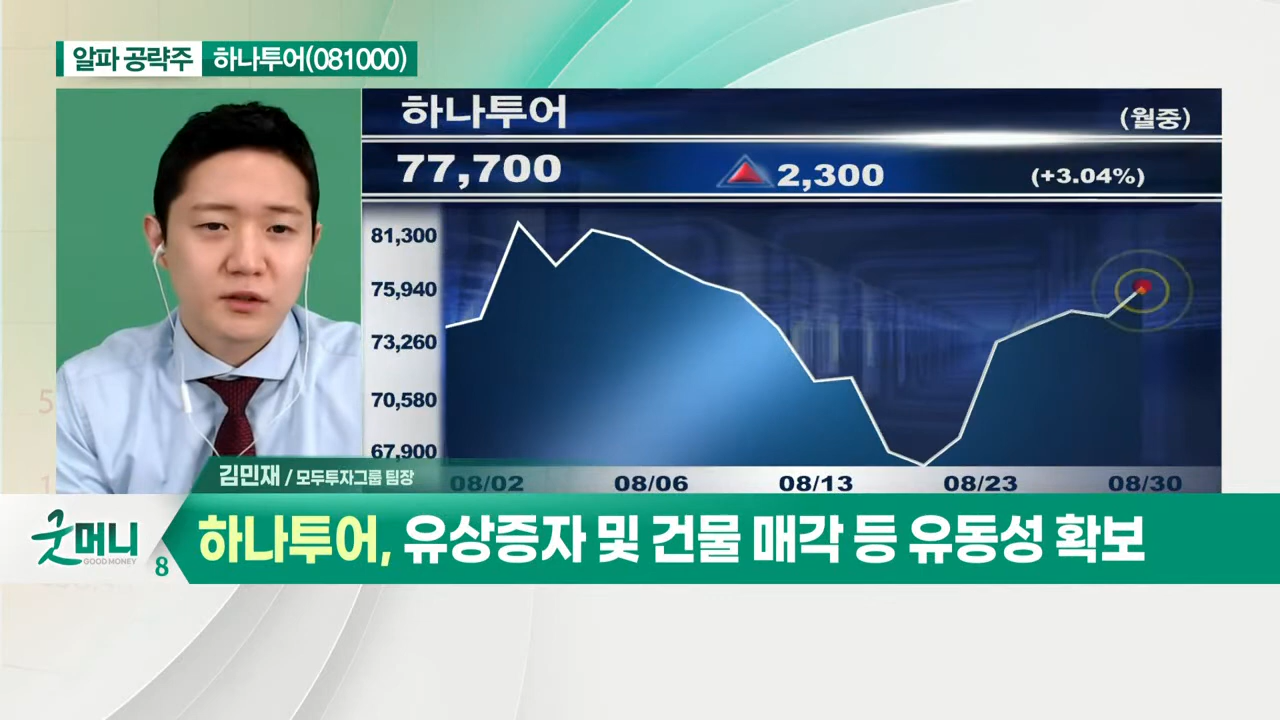 알파 공략주 하나투어(081000)
하나투어 (월중)
77,700 ▲ 2,300 (+3.04%)
81,300
75,940
73,260
70,580
67,900
08/02 08/06 08/13 08/23 08/30
김민재 / 모두투자그룹 팀장
굿머니
GOOD MONEY
8
하나투어, 유상증자 및 건물 매각 등 유동성 확보
5
1